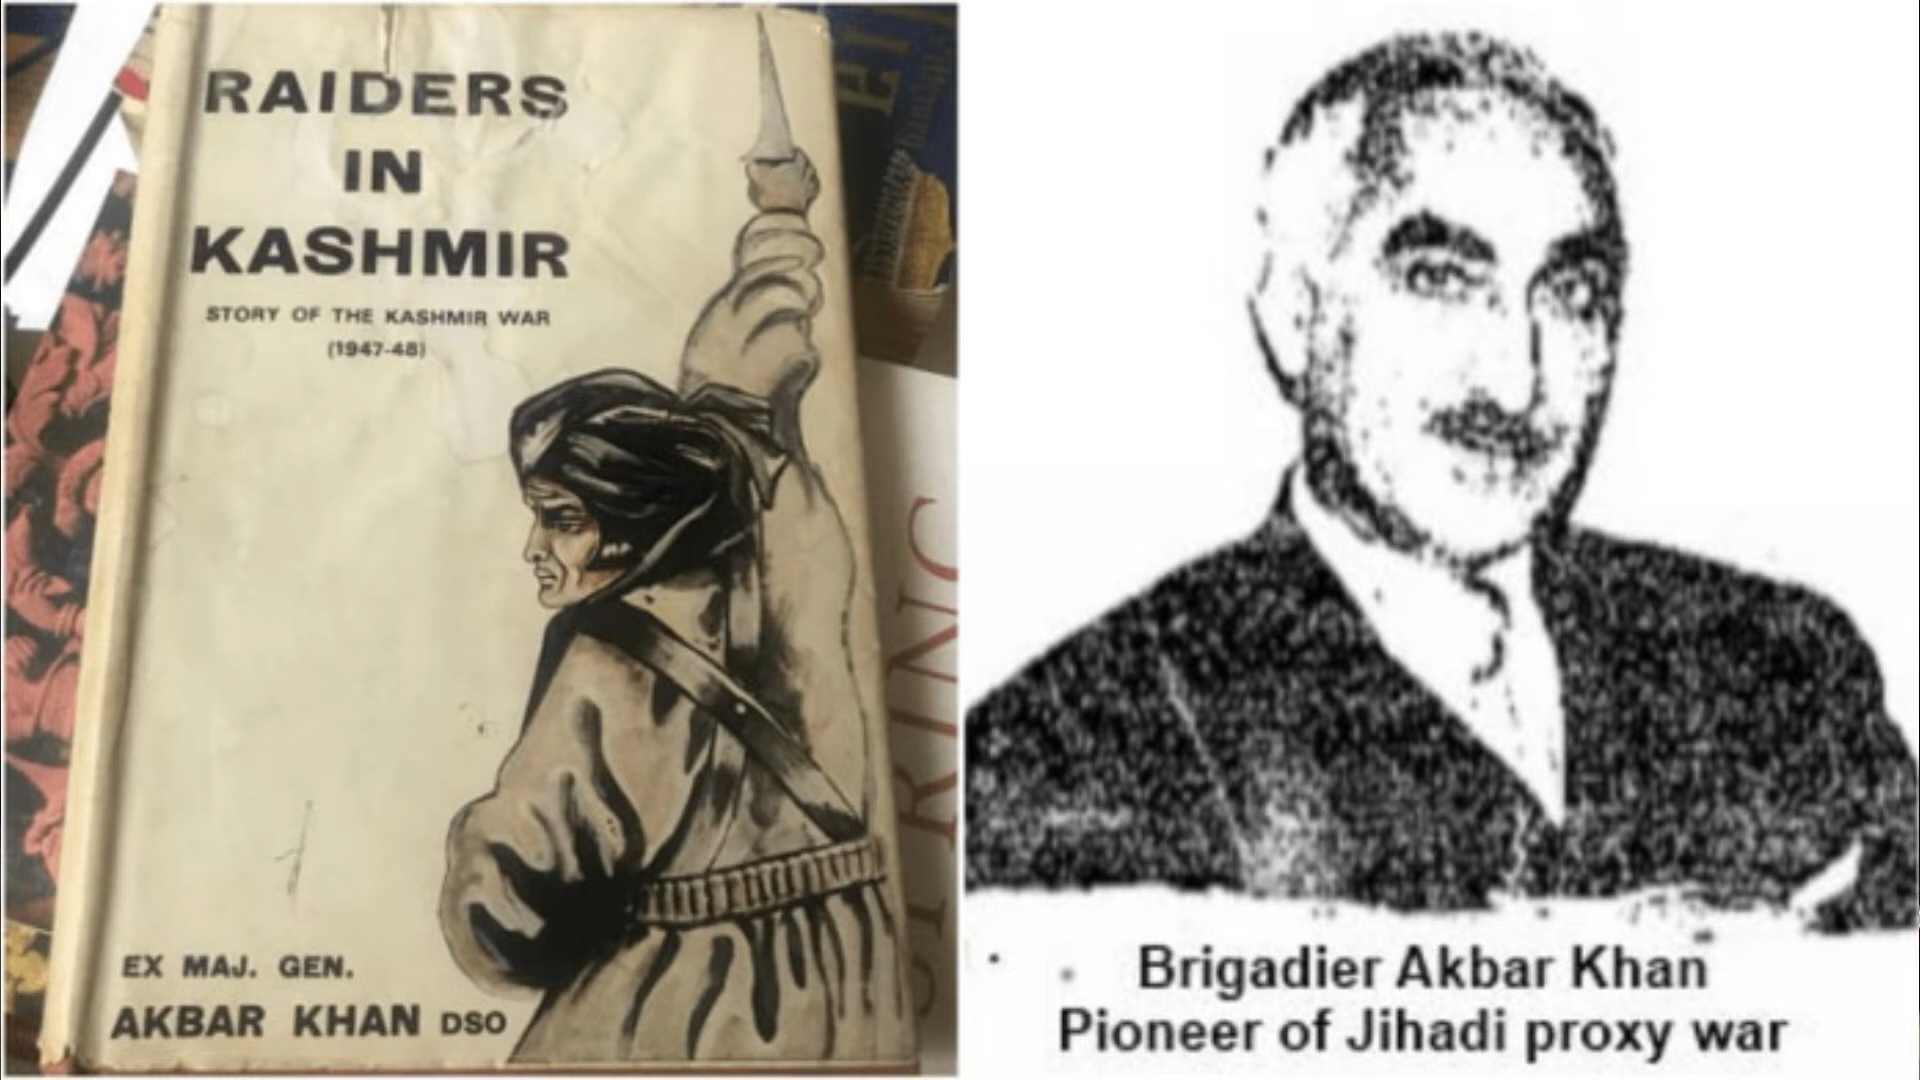 RAIDERS
IN
KASHMIR
STORY OF THE KASHMIR WAR
(1947-48)
EX MAJ. GEN.
AKBAR KHAN DSO
Brigadier Akbar Khan
Pioneer of Jihadi proxy war